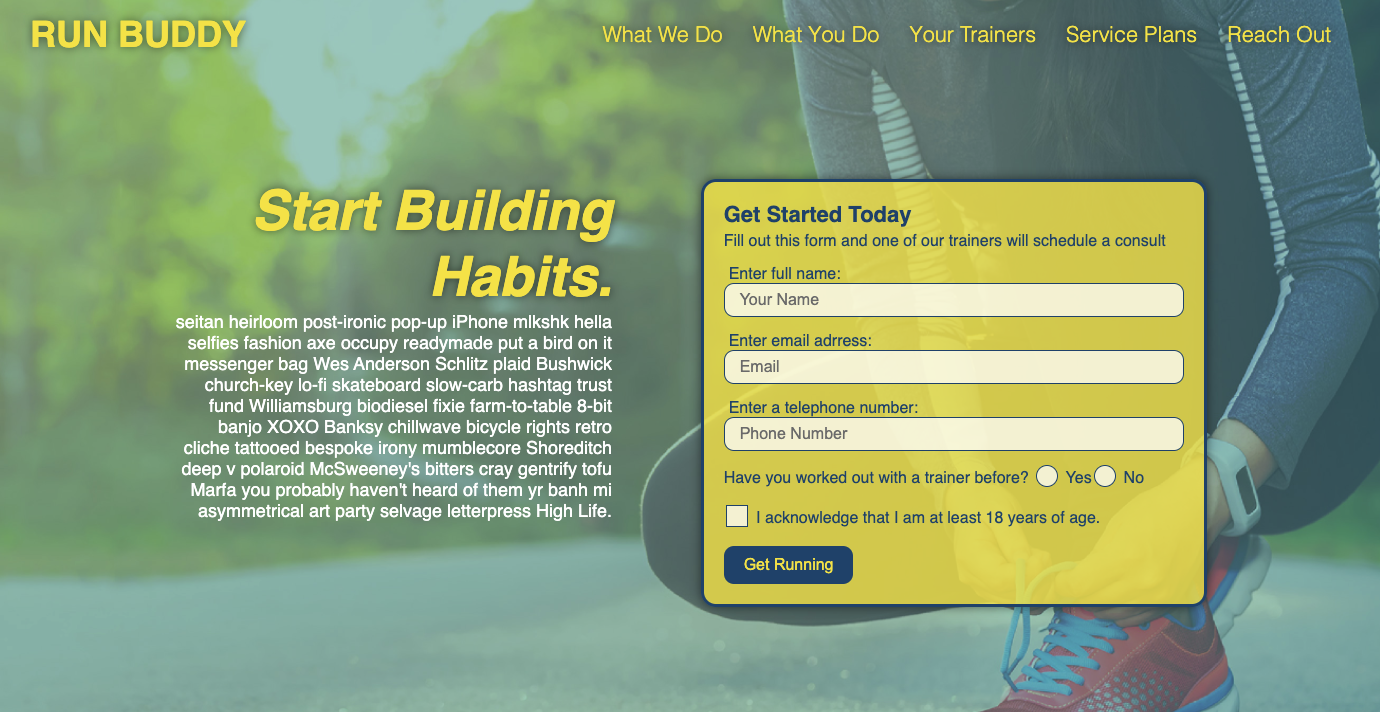 RUN BUDDY
What We Do What You Do Your Trainers Service Plans Reach Out
Start Building
Habits.
seitan heirloom post-ironic pop-up iPhone mlkshk hella
selfies fashion axe occupy readymade put a bird on it
messenger bag Wes Anderson Schlitz plaid Bushwick
church-key lo-fi skateboard slow-carb hashtag trust
fund Williamsburg biodiesel fixie farm-to-table 8-bit
banjo XOXO Banksy chillwave bicycle rights retro
cliche tattooed bespoke irony mumblecore Shoreditch
deep v polaroid McSweeney's bitters cray gentrify tofu
Marfa you probably haven't heard of them yr banh mi
asymmetrical art party selvage letterpress High Life.
Get Started Today
Fill out this form and one of our trainers will schedule a consult
Enter full name:
Your Name
Enter email adrress:
Email
Enter a telephone number:
Phone Number
Have you worked out with a trainer before? Yes No
I acknowledge that I am at least 18 years of age.
Get Running